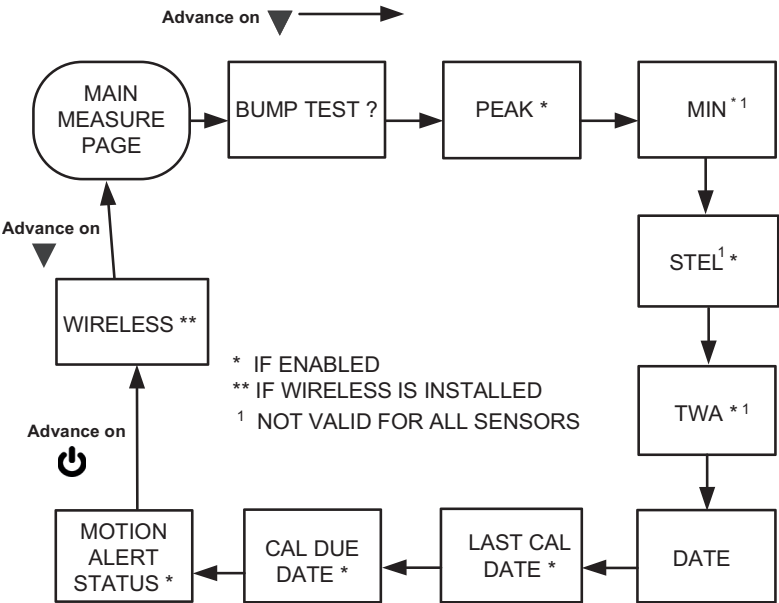 Advance on
MAIN
MEASURE
PAGE
BUMP TEST ?
PEAK *
MIN * 1
STEL 1 *
TWA * 1
DATE
LAST CAL
DATE *
CAL DUE
DATE *
MOTION
ALERT
STATUS *
Advance on
WIRELESS **
Advance on
* IF ENABLED
** IF WIRELESS IS INSTALLED
1 NOT VALID FOR ALL SENSORS